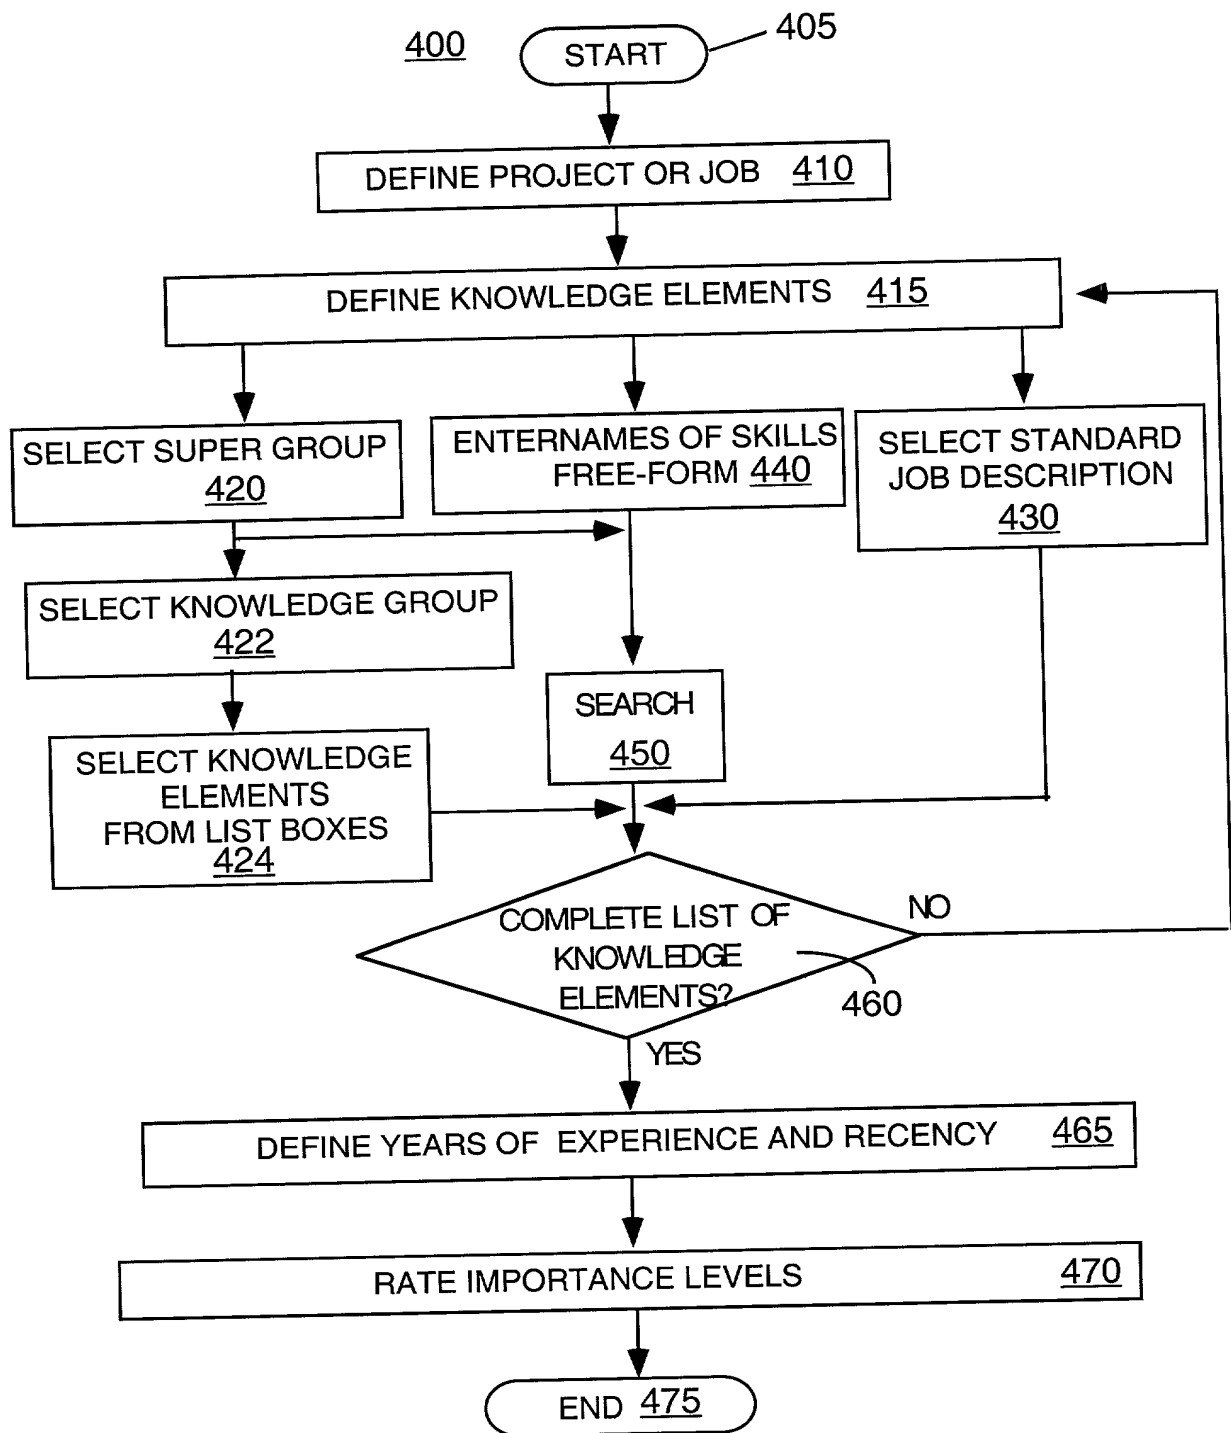 400
START
405
DEFINE PROJECT OR JOB 410
DEFINE KNOWLEDGE ELEMENTS 415
SELECT SUPER GROUP
420
ENTERNAMES OF SKILLS
FREE-FORM 440
SELECT STANDARD
JOB DESCRIPTION
430
SELECT KNOWLEDGE GROUP
422
SEARCH
450
SELECT KNOWLEDGE
ELEMENTS
FROM LIST BOXES
424
COMPLETE LIST OF
KNOWLEDGE
ELEMENTS?
NO
460
YES
DEFINE YEARS OF EXPERIENCE AND RECENCY 465
RATE IMPORTANCE LEVELS 470
END 475